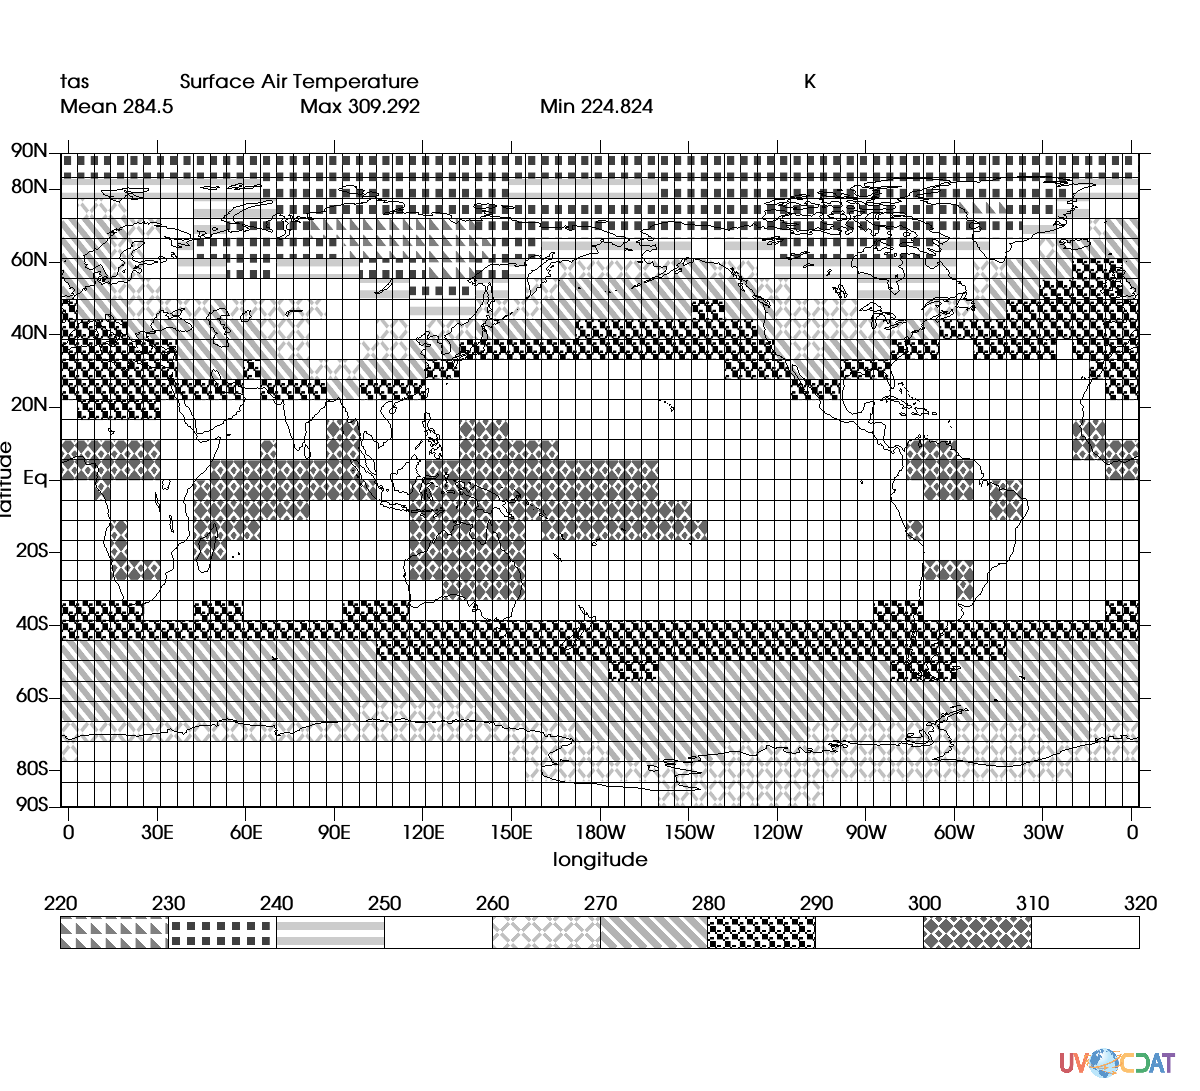 tas Surface Air Temperature K
Mean 284.5 Max 309.292 Min 224.824
90N
80N
60N
40N
20N
Eq
20S
40S
60S
80S
90S
latitude
0 30E 60E 90E 120E 150E 180W 150W 120W 90W 60W 30W 0
longitude
220 230 240 250 260 270 280 290 300 310 320
UVCDAT